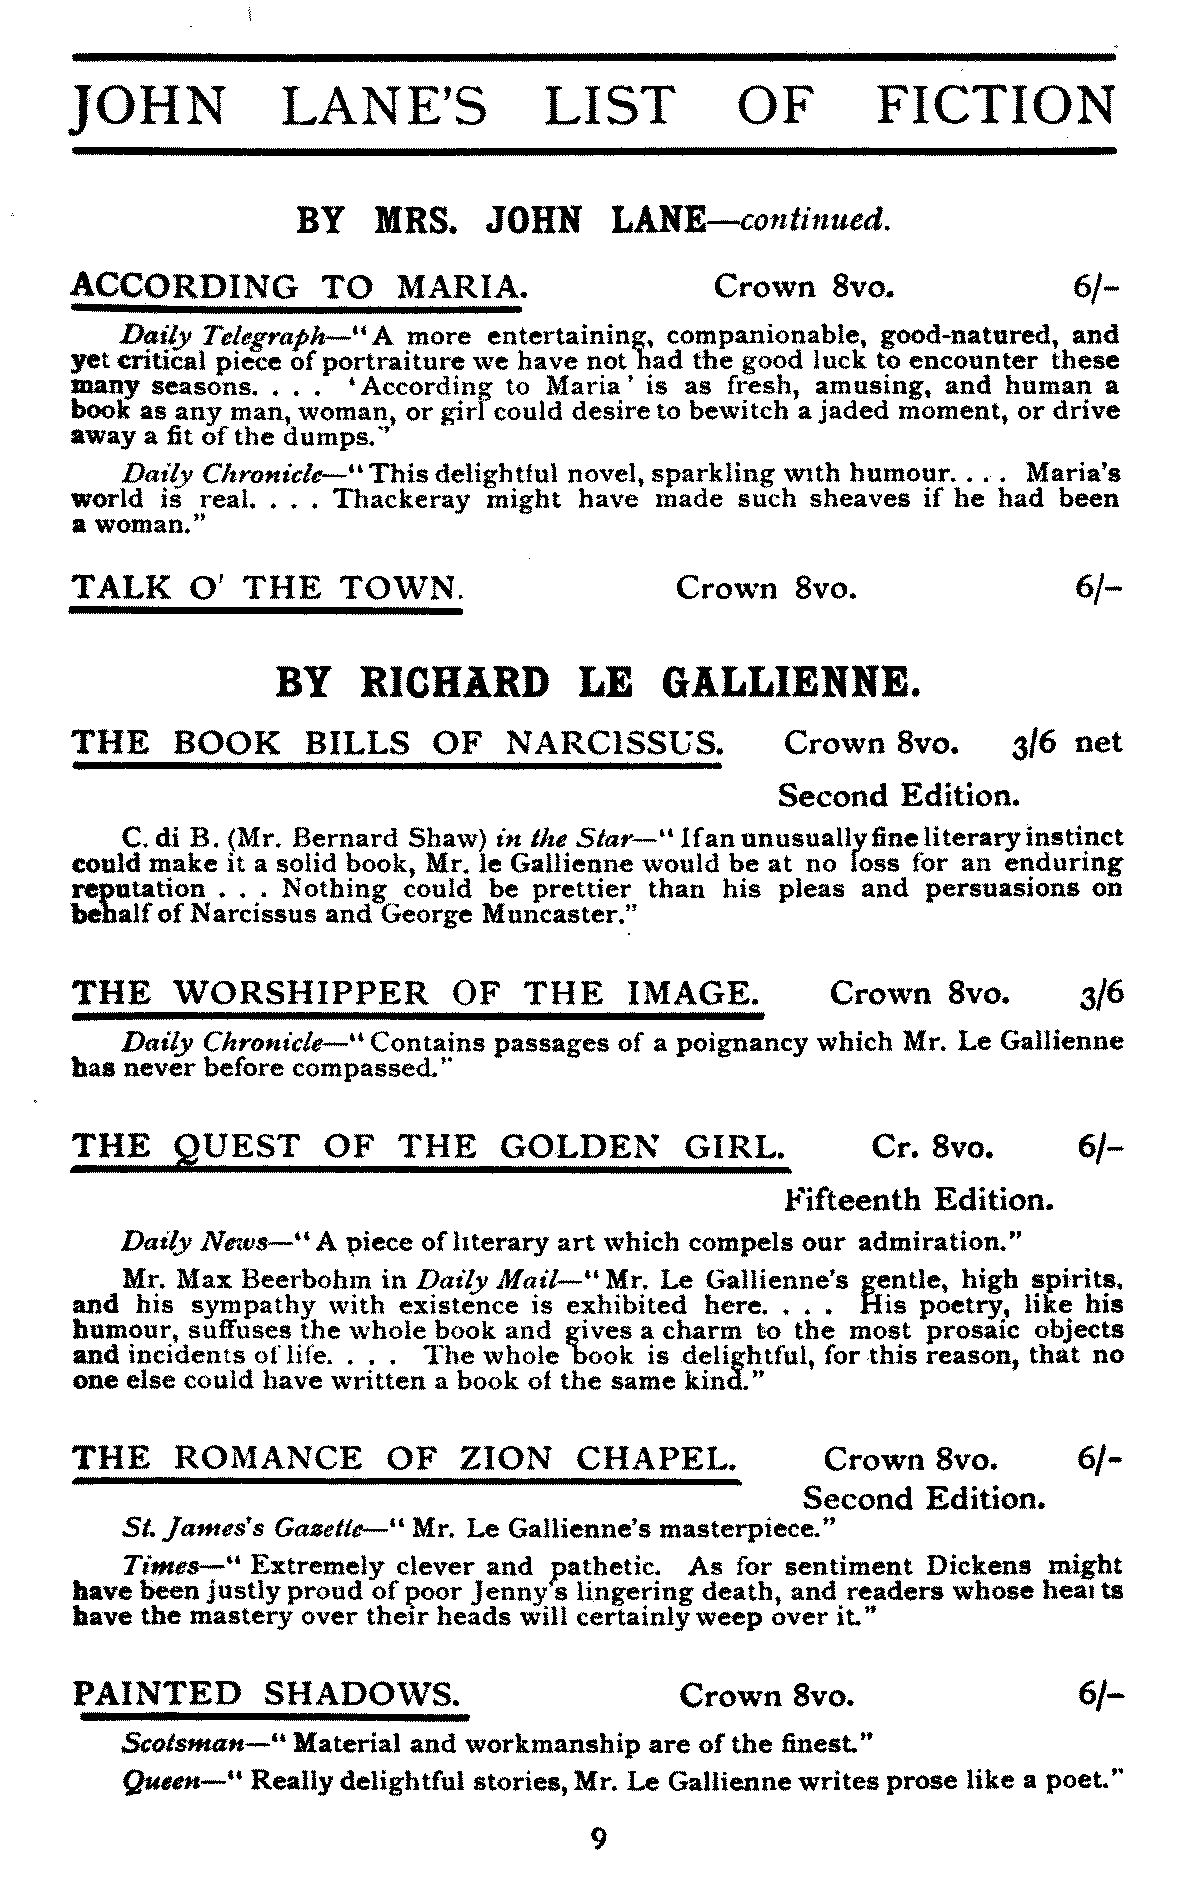 JOHN LANE'S LIST OF FICTION
BY MRS. JOHN LANE—continued.
ACCORDING TO MARIA. Crown 8vo. 6/-
Daily Telegraph—"A more entertaining, companionable, good-natured, and
yet critical piece of portraiture we have not had the good luck to encounter these
many seasons. . . . 'According to Maria' is as fresh, amusing, and human a
book as any man, woman, or girl could desire to bewitch a jaded moment, or drive
away a fit of the dumps."
Daily Chronicle—"This delightful novel, sparkling with humour. . . . Maria's
world is real. . . . Thackeray might have made such sheaves if he had been
a woman."
TALK O' THE TOWN. Crown 8vo. 6/-
BY RICHARD LE GALLIENNE.
THE BOOK BILLS OF NARCISSUS. Crown 8vo. 3/6 net
Second Edition.
C. di B. (Mr. Bernard Shaw) in the Star—"If an unusually fine literary instinct
could make it a solid book, Mr. le Gallienne would be at no loss for an enduring
reputation . . . Nothing could be prettier than his pleas and persuasions on
behalf of Narcissus and George Muncaster."
THE WORSHIPPER OF THE IMAGE. Crown 8vo. 3/6
Daily Chronicle—"Contains passages of a poignancy which Mr. Le Gallienne
has never before compassed."
THE QUEST OF THE GOLDEN GIRL. Cr. 8vo. 6/-
Fifteenth Edition.
Daily News—"A piece of literary art which compels our admiration."
Mr. Max Beerbohm in Daily Mail—"Mr. Le Gallienne's gentle, high spirits,
and his sympathy with existence is exhibited here. . . . His poetry, like his
humour, suffuses the whole book and gives a charm to the most prosaic objects
and incidents of life. . . . The whole book is delightful, for this reason, that no
one else could have written a book of the same kind."
THE ROMANCE OF ZION CHAPEL. Crown 8vo. 6/-
Second Edition.
St. James's Gazette—"Mr. Le Gallienne's masterpiece."
Times—"Extremely clever and pathetic. As for sentiment Dickens might
have been justly proud of poor Jenny's lingering death, and readers whose hearts
have the mastery over their heads will certainly weep over it."
PAINTED SHADOWS. Crown 8vo. 6/-
Scotsman—"Material and workmanship are of the finest."
Queen—"Really delightful stories, Mr. Le Gallienne writes prose like a poet."
9